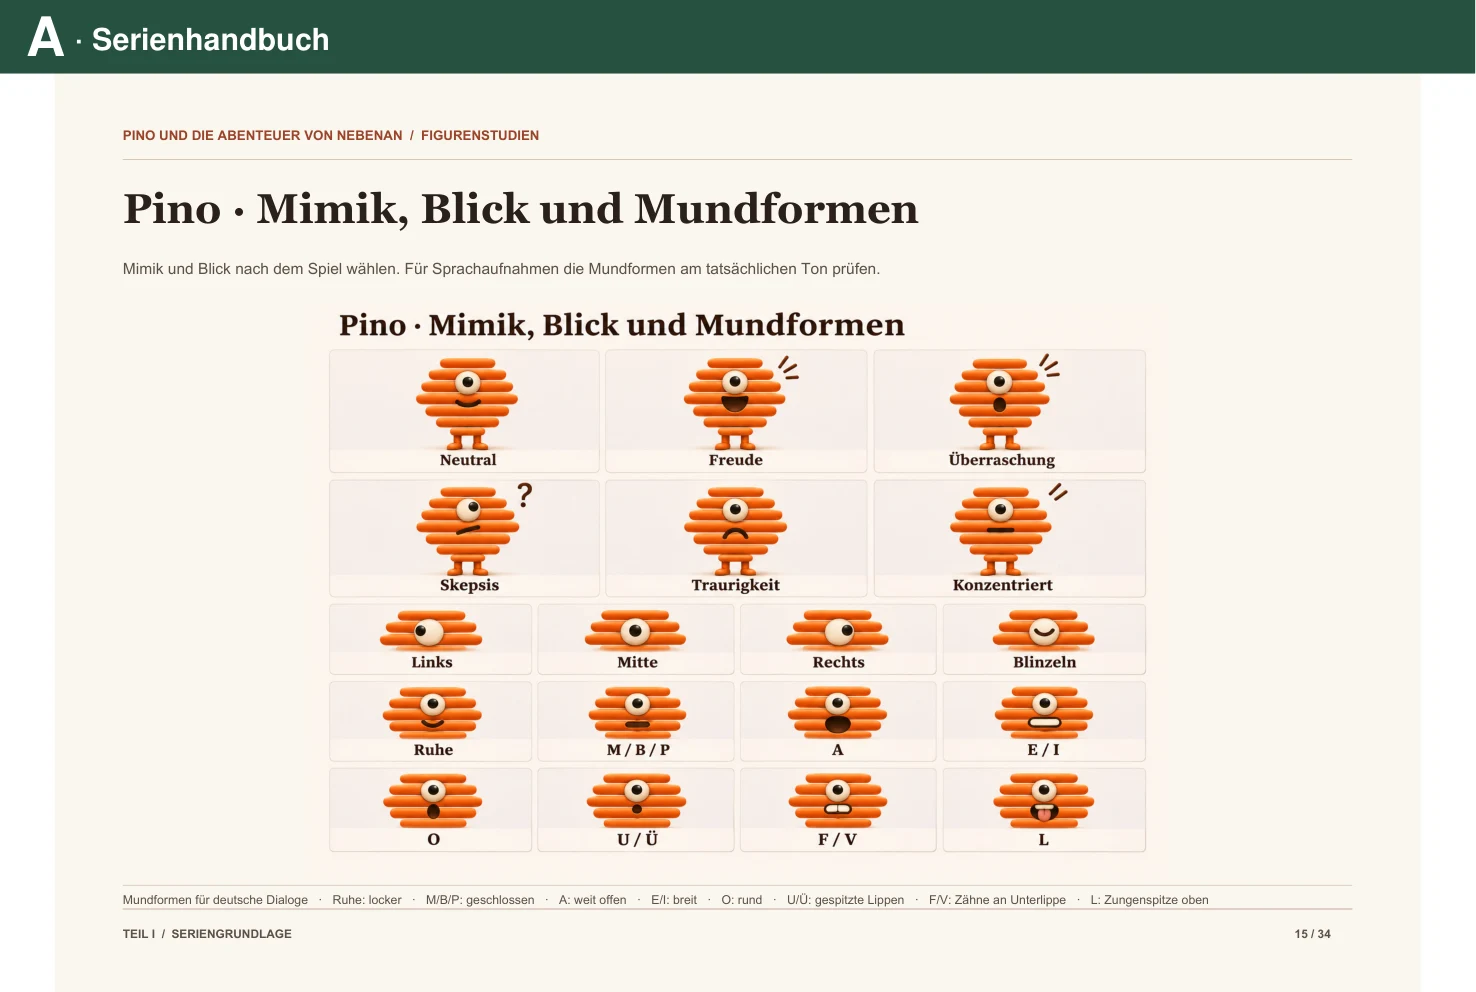 A · Serienhandbuch
PINO UND DIE ABENTEUER VON NEBENAN / FIGURENSTUDIEN
Pino · Mimik, Blick und Mundformen
Mimik und Blick nach dem Spiel wählen. Für Sprachaufnahmen die Mundformen am tatsächlichen Ton prüfen.
Pino · Mimik, Blick und Mundformen
Neutral
Freude
Überraschung
?
Skepsis
Traurigkeit
Konzentriert
Links
Mitte
Rechts
Blinzeln
Ruhe
M / B / P
A
E / I
O
U / Ü
F / V
L
Mundformen für deutsche Dialoge · Ruhe: locker · M/B/P: geschlossen · A: weit offen · E/I: breit · O: rund · U/Ü: gespitzte Lippen · F/V: Zähne an Unterlippe · L: Zungenspitze oben
TEIL I / SERIENGRUNDLAGE
15 / 34